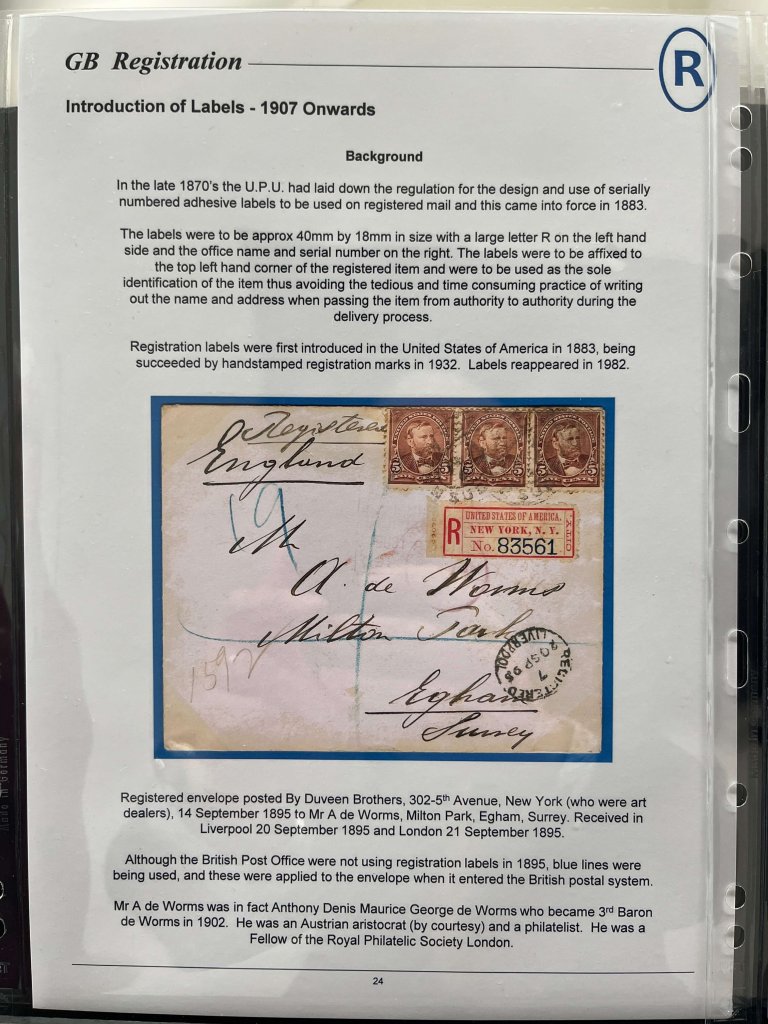 GB Registration
R
Introduction of Labels - 1907 Onwards
Background
In the late 1870's the U.P.U. had laid down the regulation for the design and use of serially
numbered adhesive labels to be used on registered mail and this came into force in 1883.
The labels were to be approx 40mm by 18mm in size with a large letter R on the left hand
side and the office name and serial number on the right. The labels were to be affixed to
the top left hand corner of the registered item and were to be used as the sole
identification of the item thus avoiding the tedious and time consuming practice of writing
out the name and address when passing the item from authority to authority during the
delivery process.
Registration labels were first introduced in the United States of America in 1883, being
succeeded by handstamped registration marks in 1932. Labels reappeared in 1982.
Registered
England
5 5
5 5
5 5
UNITED STATES OF AMERICA.
R
NEW YORK, N. Y.
No. 83561
19
M
A. de Worms
Milton Park
1592
REGISTERED
7
20 SP 95
LIVERPOOL
Egham
Surrey
Registered envelope posted By Duveen Brothers, 302-5th Avenue, New York (who were art
dealers), 14 September 1895 to Mr A de Worms, Milton Park, Egham, Surrey. Received in
Liverpool 20 September 1895 and London 21 September 1895.
Although the British Post Office were not using registration labels in 1895, blue lines were
being used, and these were applied to the envelope when it entered the British postal system.
Mr A de Worms was in fact Anthony Denis Maurice George de Worms who became 3rd Baron
de Worms in 1902. He was an Austrian aristocrat (by courtesy) and a philatelist. He was a
Fellow of the Royal Philatelic Society London.
24
Made in Germany